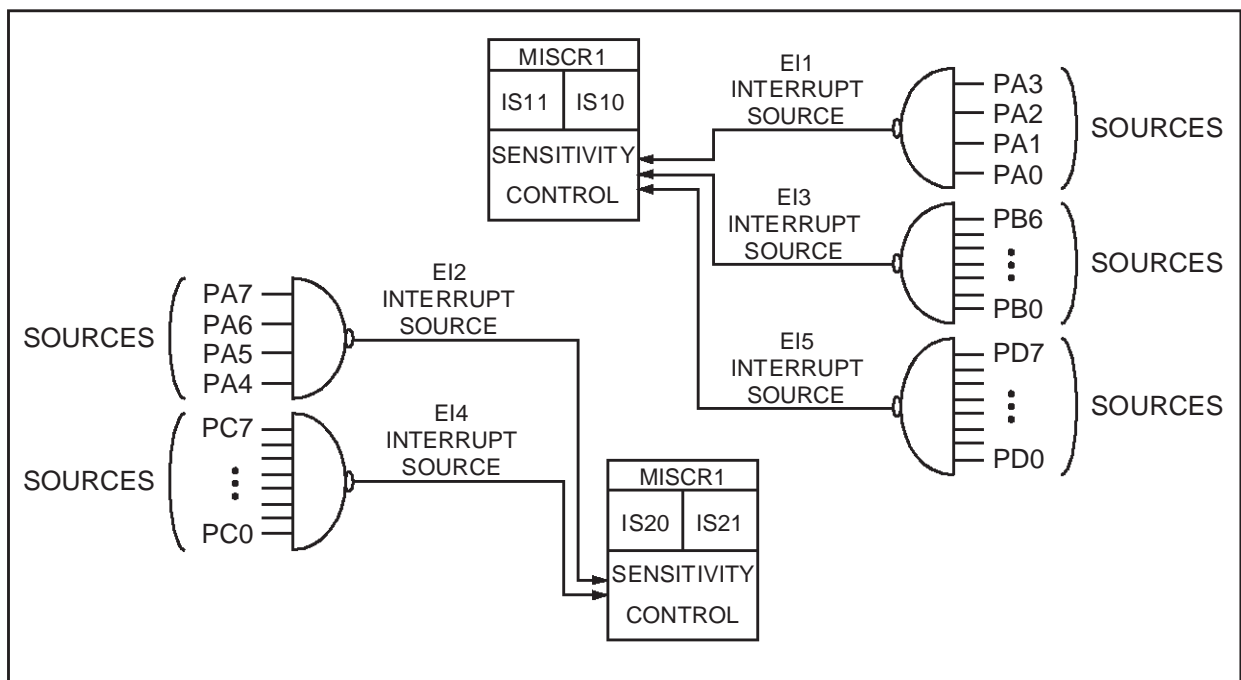 MISCR1
IS11 IS10
SENSITIVITY
CONTROL
EI1
INTERRUPT
SOURCE
PA3
PA2
PA1
PA0
SOURCES
EI3
INTERRUPT
SOURCE
PB6
PB0
SOURCES
EI5
INTERRUPT
SOURCE
PD7
PD0
SOURCES
SOURCES
PA7
PA6
PA5
PA4
EI2
INTERRUPT
SOURCE
SOURCES
PC7
PC0
EI4
INTERRUPT
SOURCE
MISCR1
IS20 IS21
SENSITIVITY
CONTROL